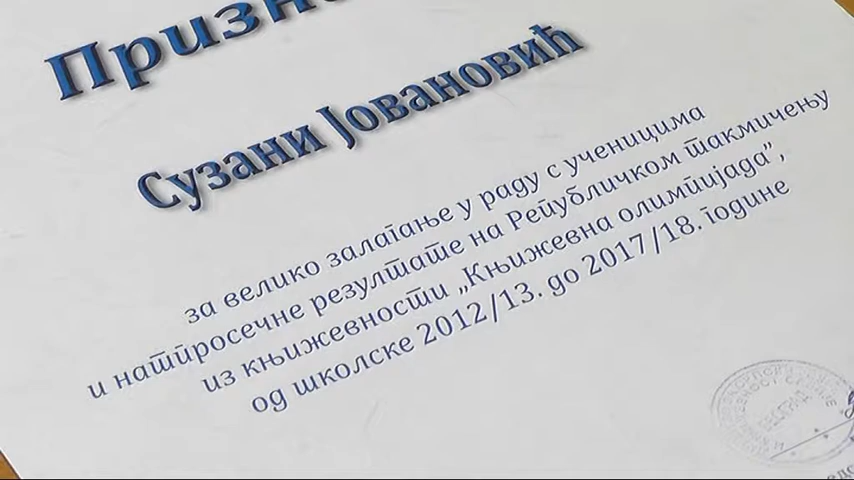 Призн
Сузани Јовановић
за велико залагање у раду с ученицима
и натпросечне резултате на Републичком такмичењу
из књижевности „Књижевна олимпијада”,
од школске 2012/13. до 2017/18. године
БЕОГРАД